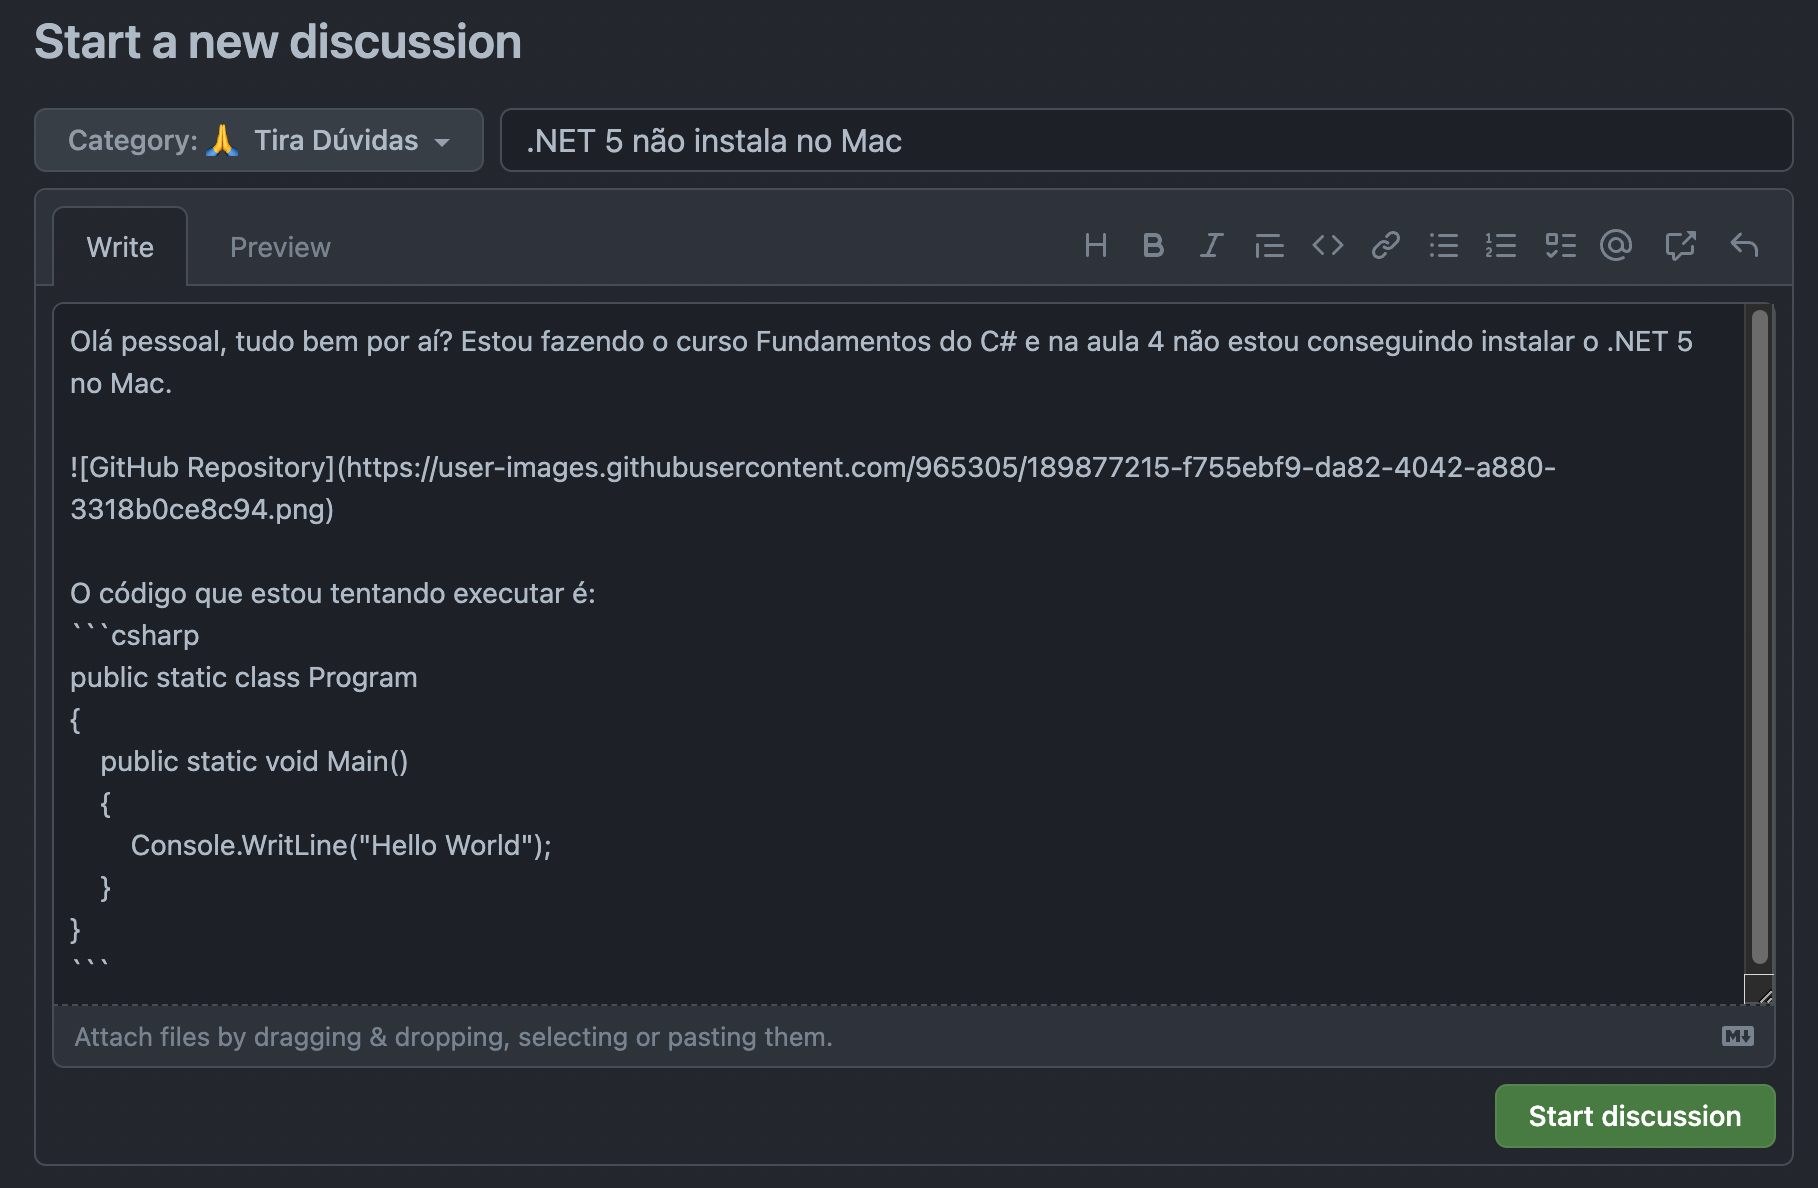 Start a new discussion
Category: 🙏 Tira Dúvidas
.NET 5 não instala no Mac
Write
Preview
Olá pessoal, tudo bem por aí? Estou fazendo o curso Fundamentos do C# e na aula 4 não estou conseguindo instalar o .NET 5
no Mac.
![GitHub Repository](https://user-images.githubusercontent.com/965305/189877215-f755ebf9-da82-4042-a880-
3318b0ce8c94.png)
O código que estou tentando executar é:
```csharp
public static class Program
{
    public static void Main()
    {
        Console.WritLine("Hello World");
    }
}
```
Attach files by dragging & dropping, selecting or pasting them.
Start discussion